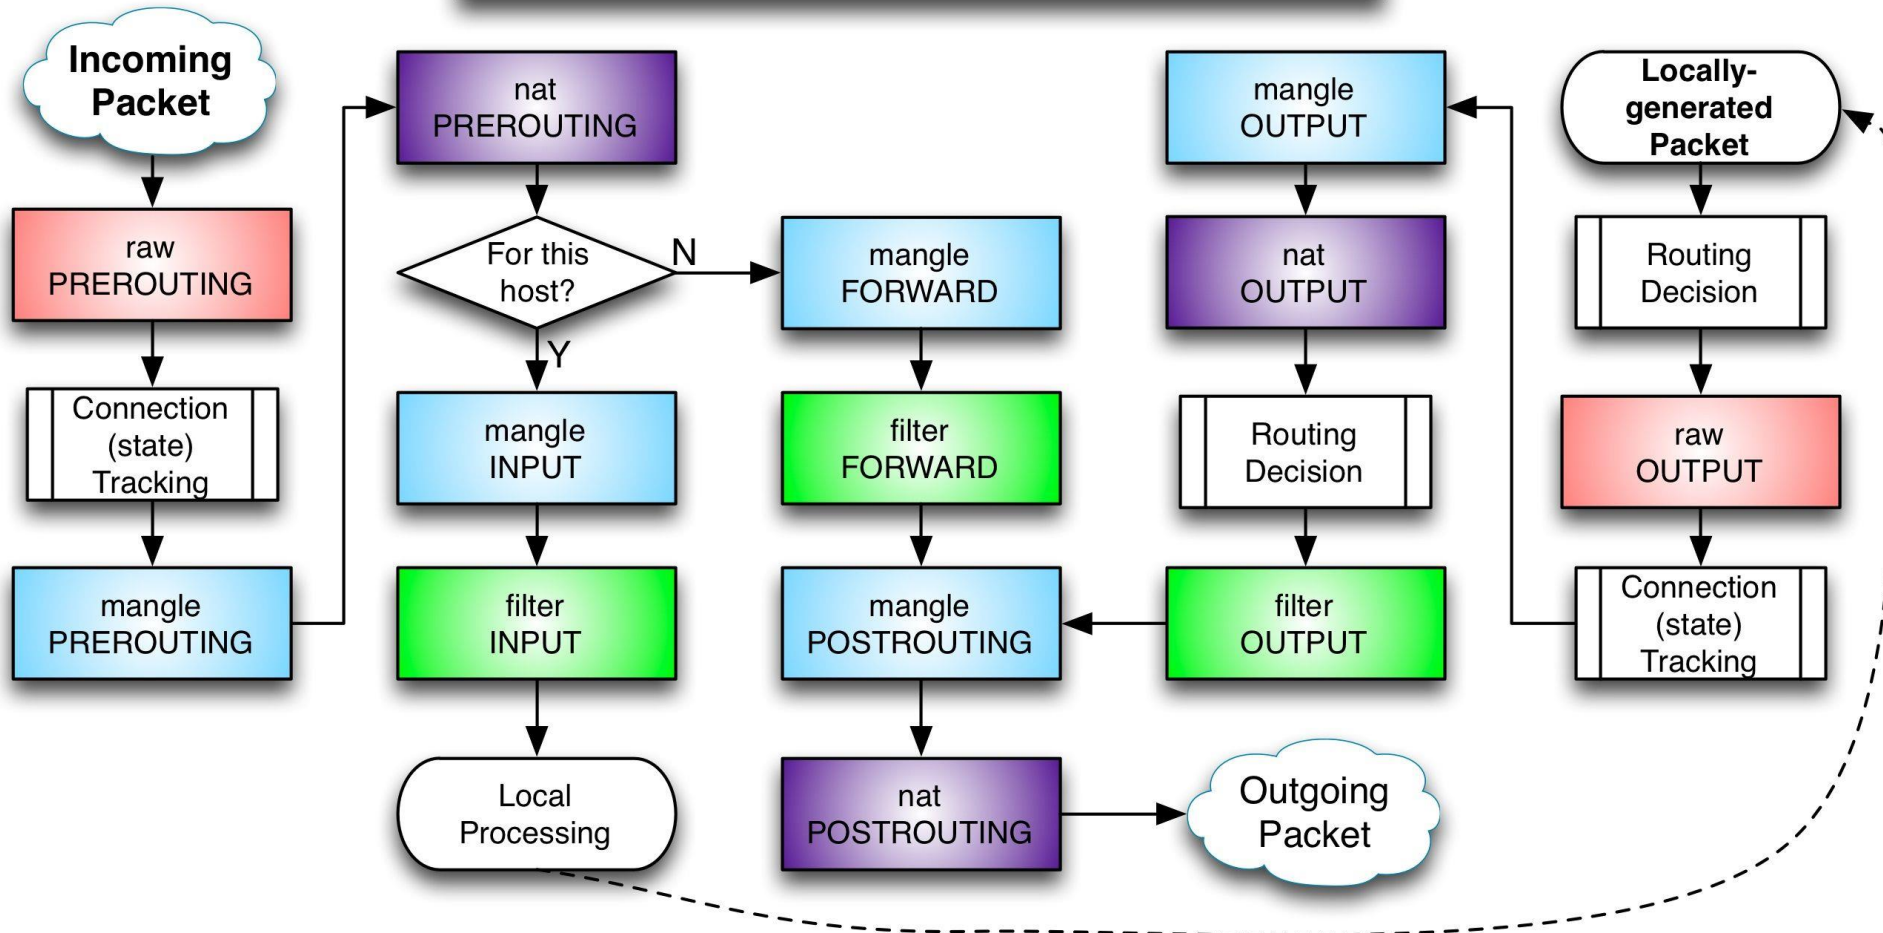 Incoming
Packet
raw
PREROUTING
Connection
(state)
Tracking
mangle
PREROUTING
nat
PREROUTING
For this
host?
N
Y
mangle
INPUT
filter
INPUT
Local
Processing
mangle
FORWARD
filter
FORWARD
mangle
POSTROUTING
nat
POSTROUTING
mangle
OUTPUT
nat
OUTPUT
Routing
Decision
filter
OUTPUT
Outgoing
Packet
Locally-
generated
Packet
Routing
Decision
raw
OUTPUT
Connection
(state)
Tracking